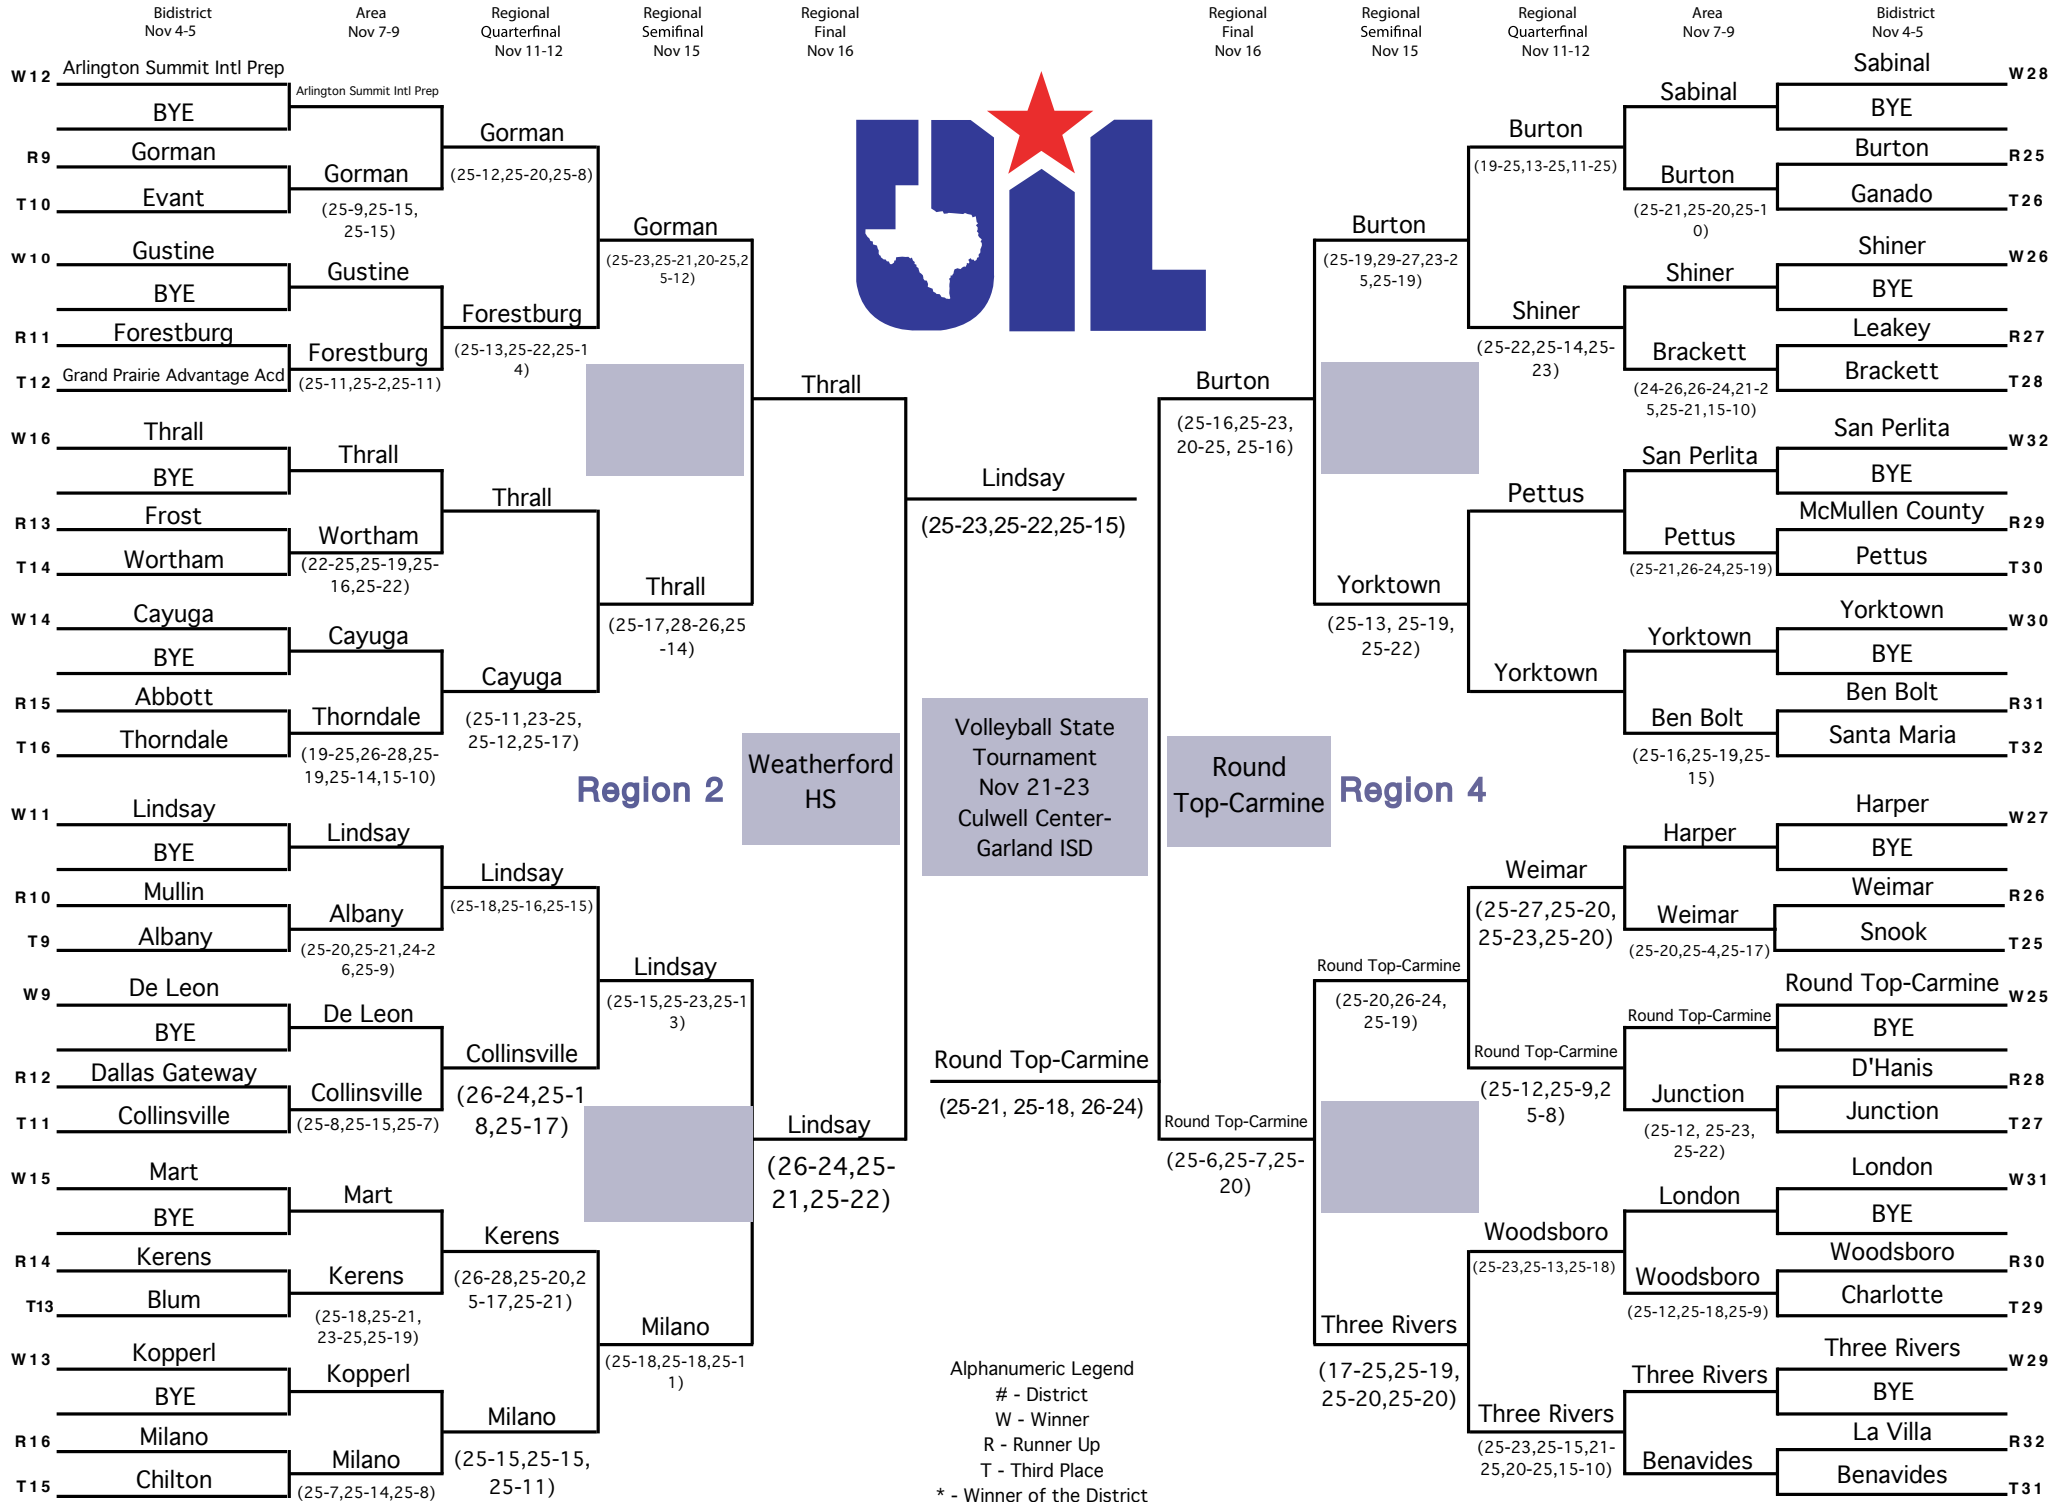 Bidistrict
Nov 4-5
Area
Nov 7-9
Regional
Quarterfinal
Nov 11-12
Regional
Semifinal
Nov 15
Regional
Final
Nov 16
Regional
Final
Nov 16
Regional
Semifinal
Nov 15
Regional
Quarterfinal
Nov 11-12
Area
Nov 7-9
Bidistrict
Nov 4-5
W12
Arlington Summit Intl Prep
BYE
R9
Gorman
T10
Evant
W10
Gustine
BYE
R11
Forestburg
T12
Grand Prairie Advantage Acd
W16
Thrall
BYE
R13
Frost
T14
Wortham
W14
Cayuga
BYE
R15
Abbott
T16
Thorndale
W11
Lindsay
BYE
R10
Mullin
T9
Albany
W9
De Leon
BYE
R12
Dallas Gateway
T11
Collinsville
W15
Mart
BYE
R14
Kerens
T13
Blum
W13
Kopperl
BYE
R16
Milano
T15
Chilton
Arlington Summit Intl Prep
Gorman
(25-9,25-15,
25-15)
Gustine
Forestburg
(25-11,25-2,25-11)
Thrall
Wortham
(22-25,25-19,25-
16,25-22)
Cayuga
Thorndale
(19-25,26-28,25-
19,25-14,15-10)
Lindsay
Albany
(25-20,25-21,24-2
6,25-9)
De Leon
Collinsville
(25-8,25-15,25-7)
Mart
Kerens
(25-18,25-21,
23-25,25-19)
Kopperl
Milano
(25-7,25-14,25-8)
Gorman
(25-12,25-20,25-8)
Forestburg
(25-13,25-22,25-1
4)
Thrall
Cayuga
(25-11,23-25,
25-12,25-17)
Lindsay
(25-18,25-16,25-15)
Collinsville
(26-24,25-1
8,25-17)
Kerens
(26-28,25-20,2
5-17,25-21)
Milano
(25-15,25-15,
25-11)
Gorman
(25-23,25-21,20-25,2
5-12)
Thrall
(25-17,28-26,25
-14)
Region 2
Lindsay
(25-15,25-23,25-1
3)
Milano
(25-18,25-18,25-1
1)
Thrall
Weatherford
HS
Lindsay
(26-24,25-
21,25-22)
UIL
Lindsay
(25-23,25-22,25-15)
Volleyball State
Tournament
Nov 21-23
Culwell Center-
Garland ISD
Round Top-Carmine
(25-21, 25-18, 26-24)
Alphanumeric Legend
# - District
W - Winner
R - Runner Up
T - Third Place
* - Winner of the District
Burton
(25-16,25-23,
20-25, 25-16)
Round
Top-Carmine
Round Top-Carmine
(25-6,25-7,25-
20)
Burton
(25-19,29-27,23-2
5,25-19)
Yorktown
(25-13, 25-19,
25-22)
Region 4
Round Top-Carmine
(25-20,26-24,
25-19)
Three Rivers
(17-25,25-19,
25-20,25-20)
Burton
(19-25,13-25,11-25)
Shiner
(25-22,25-14,25-
23)
Pettus
Yorktown
Weimar
(25-27,25-20,
25-23,25-20)
Round Top-Carmine
(25-12,25-9,2
5-8)
Woodsboro
(25-23,25-13,25-18)
Three Rivers
(25-23,25-15,21-
25,20-25,15-10)
Sabinal
Burton
(25-21,25-20,25-1
0)
Shiner
Brackett
(24-26,26-24,21-2
5,25-21,15-10)
San Perlita
Pettus
(25-21,26-24,25-19)
Yorktown
Ben Bolt
(25-16,25-19,25-
15)
Harper
Weimar
(25-20,25-4,25-17)
Round Top-Carmine
Junction
(25-12, 25-23,
25-22)
London
Woodsboro
(25-12,25-18,25-9)
Three Rivers
Benavides
Sabinal
W28
BYE
Burton
R25
Ganado
T26
Shiner
W26
BYE
Leakey
R27
Brackett
T28
San Perlita
W32
BYE
McMullen County
R29
Pettus
T30
Yorktown
W30
BYE
Ben Bolt
R31
Santa Maria
T32
Harper
W27
BYE
Weimar
R26
Snook
T25
Round Top-Carmine
W25
BYE
D'Hanis
R28
Junction
T27
London
W31
BYE
Woodsboro
R30
Charlotte
T29
Three Rivers
W29
BYE
La Villa
R32
Benavides
T31